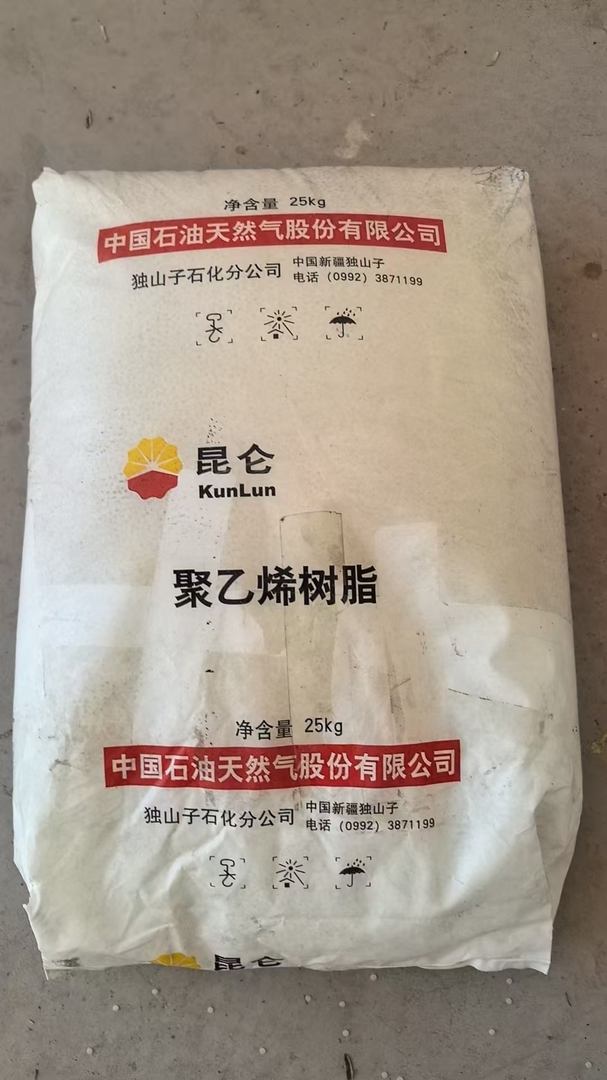 净含量 25kg
中国石油天然气股份有限公司
独山子石化分公司
中国新疆独山子
电话 (0992) 3871199
昆仑
KunLun
聚乙烯树脂
净含量 25kg
中国石油天然气股份有限公司
独山子石化分公司
中国新疆独山子
电话 (0992) 3871199
昆仑